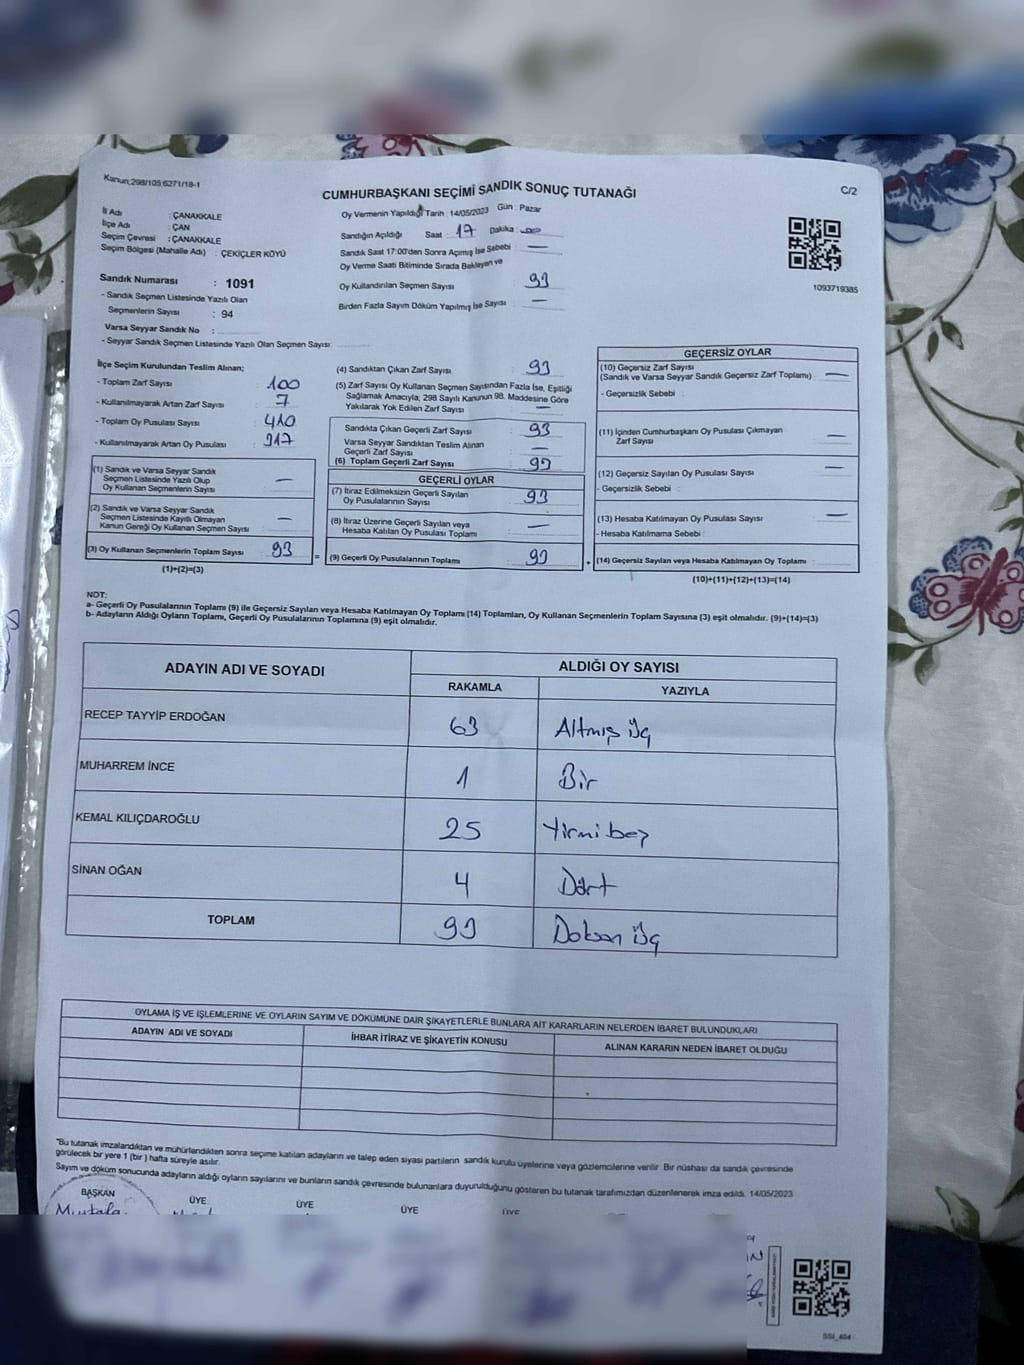 Kanun;298/105;6271/18-1
CUMHURBAŞKANI SEÇİMİ SANDIK SONUÇ TUTANAĞI
C/2
İl Adı : ÇANAKKALE
İlçe Adı : ÇAN
Seçim Çevresi : ÇANAKKALE
Seçim Bölgesi (Mahalle Adı) : ÇEKİÇLER KÖYÜ
Oy Vermenin Yapıldığı Tarih : 14/05/2023 Gün : Pazar
Sandığın Açıldığı Saat 17 Dakika : 00
Sandık Saat 17:00'den Sonra Açımış İse Sebebi : —
Oy Verme Saati Bitiminde Sırada Bekleyen ve
Oy Kullandırılan Seçmen Sayısı : 93
Birden Fazla Sayım Döküm Yapılmış İse Sayısı : —
1093719385
Sandık Numarası : 1091
- Sandık Seçmen Listesinde Yazılı Olan
Seçmenlerin Sayısı : 94
Varsa Seyyar Sandık No :
- Seyyar Sandık Seçmen Listesinde Yazılı Olan Seçmen Sayısı:
İlçe Seçim Kurulundan Teslim Alınan;
- Toplam Zarf Sayısı : 100
- Kullanılmayarak Artan Zarf Sayısı : 7
- Toplam Oy Pusulası Sayısı : 410
- Kullanılmayarak Artan Oy Pusulası : 317
(1) Sandık ve Varsa Seyyar Sandık
Seçmen Listesinde Yazılı Olup
Oy Kullanan Seçmenlerin Sayısı : —
(2) Sandık ve Varsa Seyyar Sandık
Seçmen Listesinde Kayıtlı Olmayan
Kanun Gereği Oy Kullanan Seçmen Sayısı : —
(3) Oy Kullanan Seçmenlerin Toplam Sayısı : 93
(1)+(2)=(3)
(4) Sandıktan Çıkan Zarf Sayısı : 93
(5) Zarf Sayısı Oy Kullanan Seçmen Sayısından Fazla İse, Eşitliği
Sağlamak Amacıyla, 298 Sayılı Kanunun 98. Maddesine Göre
Yakılarak Yok Edilen Zarf Sayısı : —
Sandıkta Çıkan Geçerli Zarf Sayısı : 93
Varsa Seyyar Sandıktan Teslim Alınan
Geçerli Zarf Sayısı : —
(6) Toplam Geçerli Zarf Sayısı : 93
GEÇERLİ OYLAR
(7) İtiraz Edilmeksizin Geçerli Sayılan
Oy Pusulalarının Sayısı : 93
(8) İtiraz Üzerine Geçerli Sayılan veya
Hesaba Katılan Oy Pusulası Toplamı : —
= (9) Geçerli Oy Pusulalarının Toplamı : 93
GEÇERSİZ OYLAR
(10) Geçersiz Zarf Sayısı
(Sandık ve Varsa Seyyar Sandık Geçersiz Zarf Toplamı) : —
- Geçersizlik Sebebi :
(11) İçinden Cumhurbaşkanı Oy Pusulası Çıkmayan
Zarf Sayısı : —
(12) Geçersiz Sayılan Oy Pusulası Sayısı : —
- Geçersizlik Sebebi :
(13) Hesaba Katılmayan Oy Pusulası Sayısı : —
- Hesaba Katılmama Sebebi :
+ (14) Geçersiz Sayılan veya Hesaba Katılmayan Oy Toplamı :
(10)+(11)+(12)+(13)=(14)
NOT:
a- Geçerli Oy Pusulalarının Toplamı (9) ile Geçersiz Sayılan veya Hesaba Katılmayan Oy Toplamı (14) Toplamları, Oy Kullanan Seçmenlerin Toplam Sayısına (3) eşit olmalıdır. (9)+(14)=(3)
b- Adayların Aldığı Oyların Toplamı, Geçerli Oy Pusulalarının Toplamına (9) eşit olmalıdır.
ADAYIN ADI VE SOYADI ALDIĞI OY SAYISI
RAKAMLA YAZIYLA
RECEP TAYYİP ERDOĞAN 63 Altmış üç
MUHARREM İNCE 1 Bir
KEMAL KILIÇDAROĞLU 25 Yirmi beş
SİNAN OĞAN 4 Dört
TOPLAM 93 Doksan üç
OYLAMA İŞ VE İŞLEMLERİNE VE OYLARIN SAYIM VE DÖKÜMÜNE DAİR ŞİKAYETLERLE BUNLARA AİT KARARLARIN NELERDEN İBARET BULUNDUKLARI
ADAYIN ADI VE SOYADI İHBAR İTİRAZ VE ŞİKAYETİN KONUSU ALINAN KARARIN NEDEN İBARET OLDUĞU
"Bu tutanak imzalandıktan ve mühürlendikten sonra seçime katılan adayların ve talep eden siyasi partilerin sandık kurulu üyelerine veya gözlemcilerine verilir. Bir nüshası da sandık çevresinde
görülecek bir yere 1 (bir) hafta süreyle asılır.
Sayım ve döküm sonucunda adayların aldığı oyların sayılarını ve bunların sandık çevresinde bulunanlara duyurulduğunu gösteren bu tutanak tarafımızdan düzenlenerek imza edildi. 14/05/2023
BAŞKAN ÜYE ÜYE ÜYE ÜYE
Mustafa
SSI_404